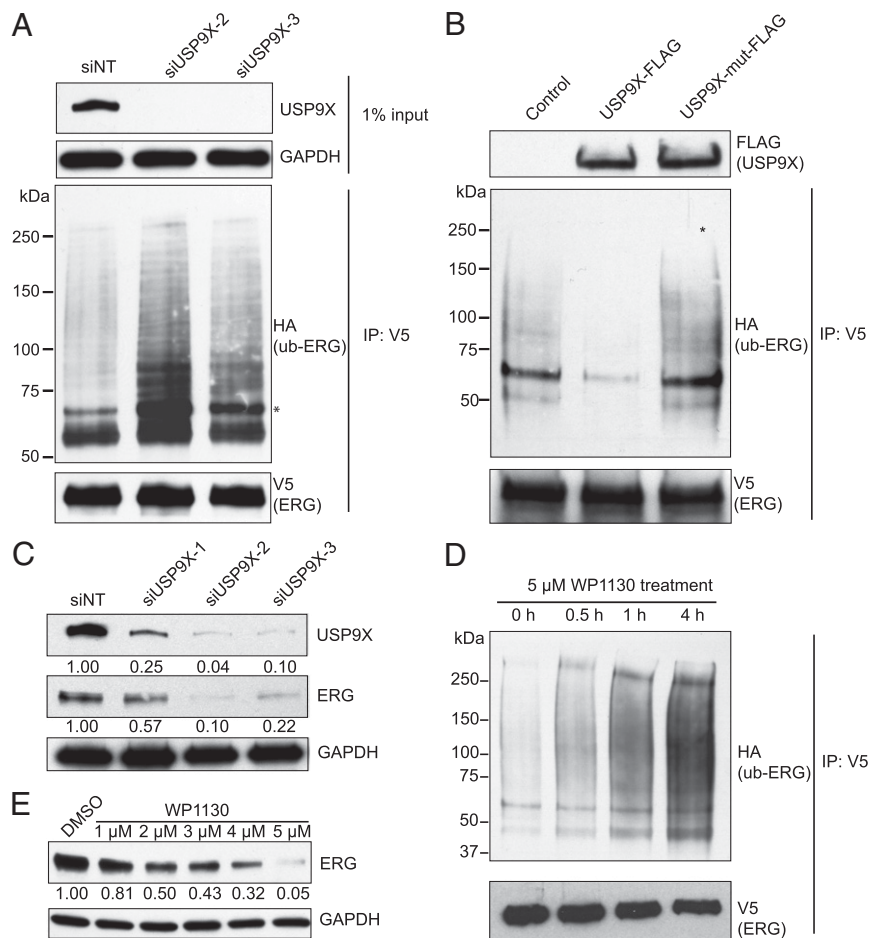 A
siNT
siUSP9X-2
siUSP9X-3
USP9X
1% input
GAPDH
kDa
250
150
100
75
50
HA
(ub-ERG)
*
IP: V5
V5
(ERG)
B
Control
USP9X-FLAG
USP9X-mut-FLAG
FLAG
(USP9X)
kDa
250
150
100
75
50
*
HA
(ub-ERG)
IP: V5
V5
(ERG)
C
siNT
siUSP9X-1
siUSP9X-2
siUSP9X-3
USP9X
1.00 0.25 0.04 0.10
ERG
1.00 0.57 0.10 0.22
GAPDH
D
5 µM WP1130 treatment
0 h 0.5 h 1 h 4 h
kDa
250
150
100
75
50
37
HA
(ub-ERG)
IP: V5
V5
(ERG)
E
DMSO
WP1130
1 µM 2 µM 3 µM 4 µM 5 µM
ERG
1.00 0.81 0.50 0.43 0.32 0.05
GAPDH